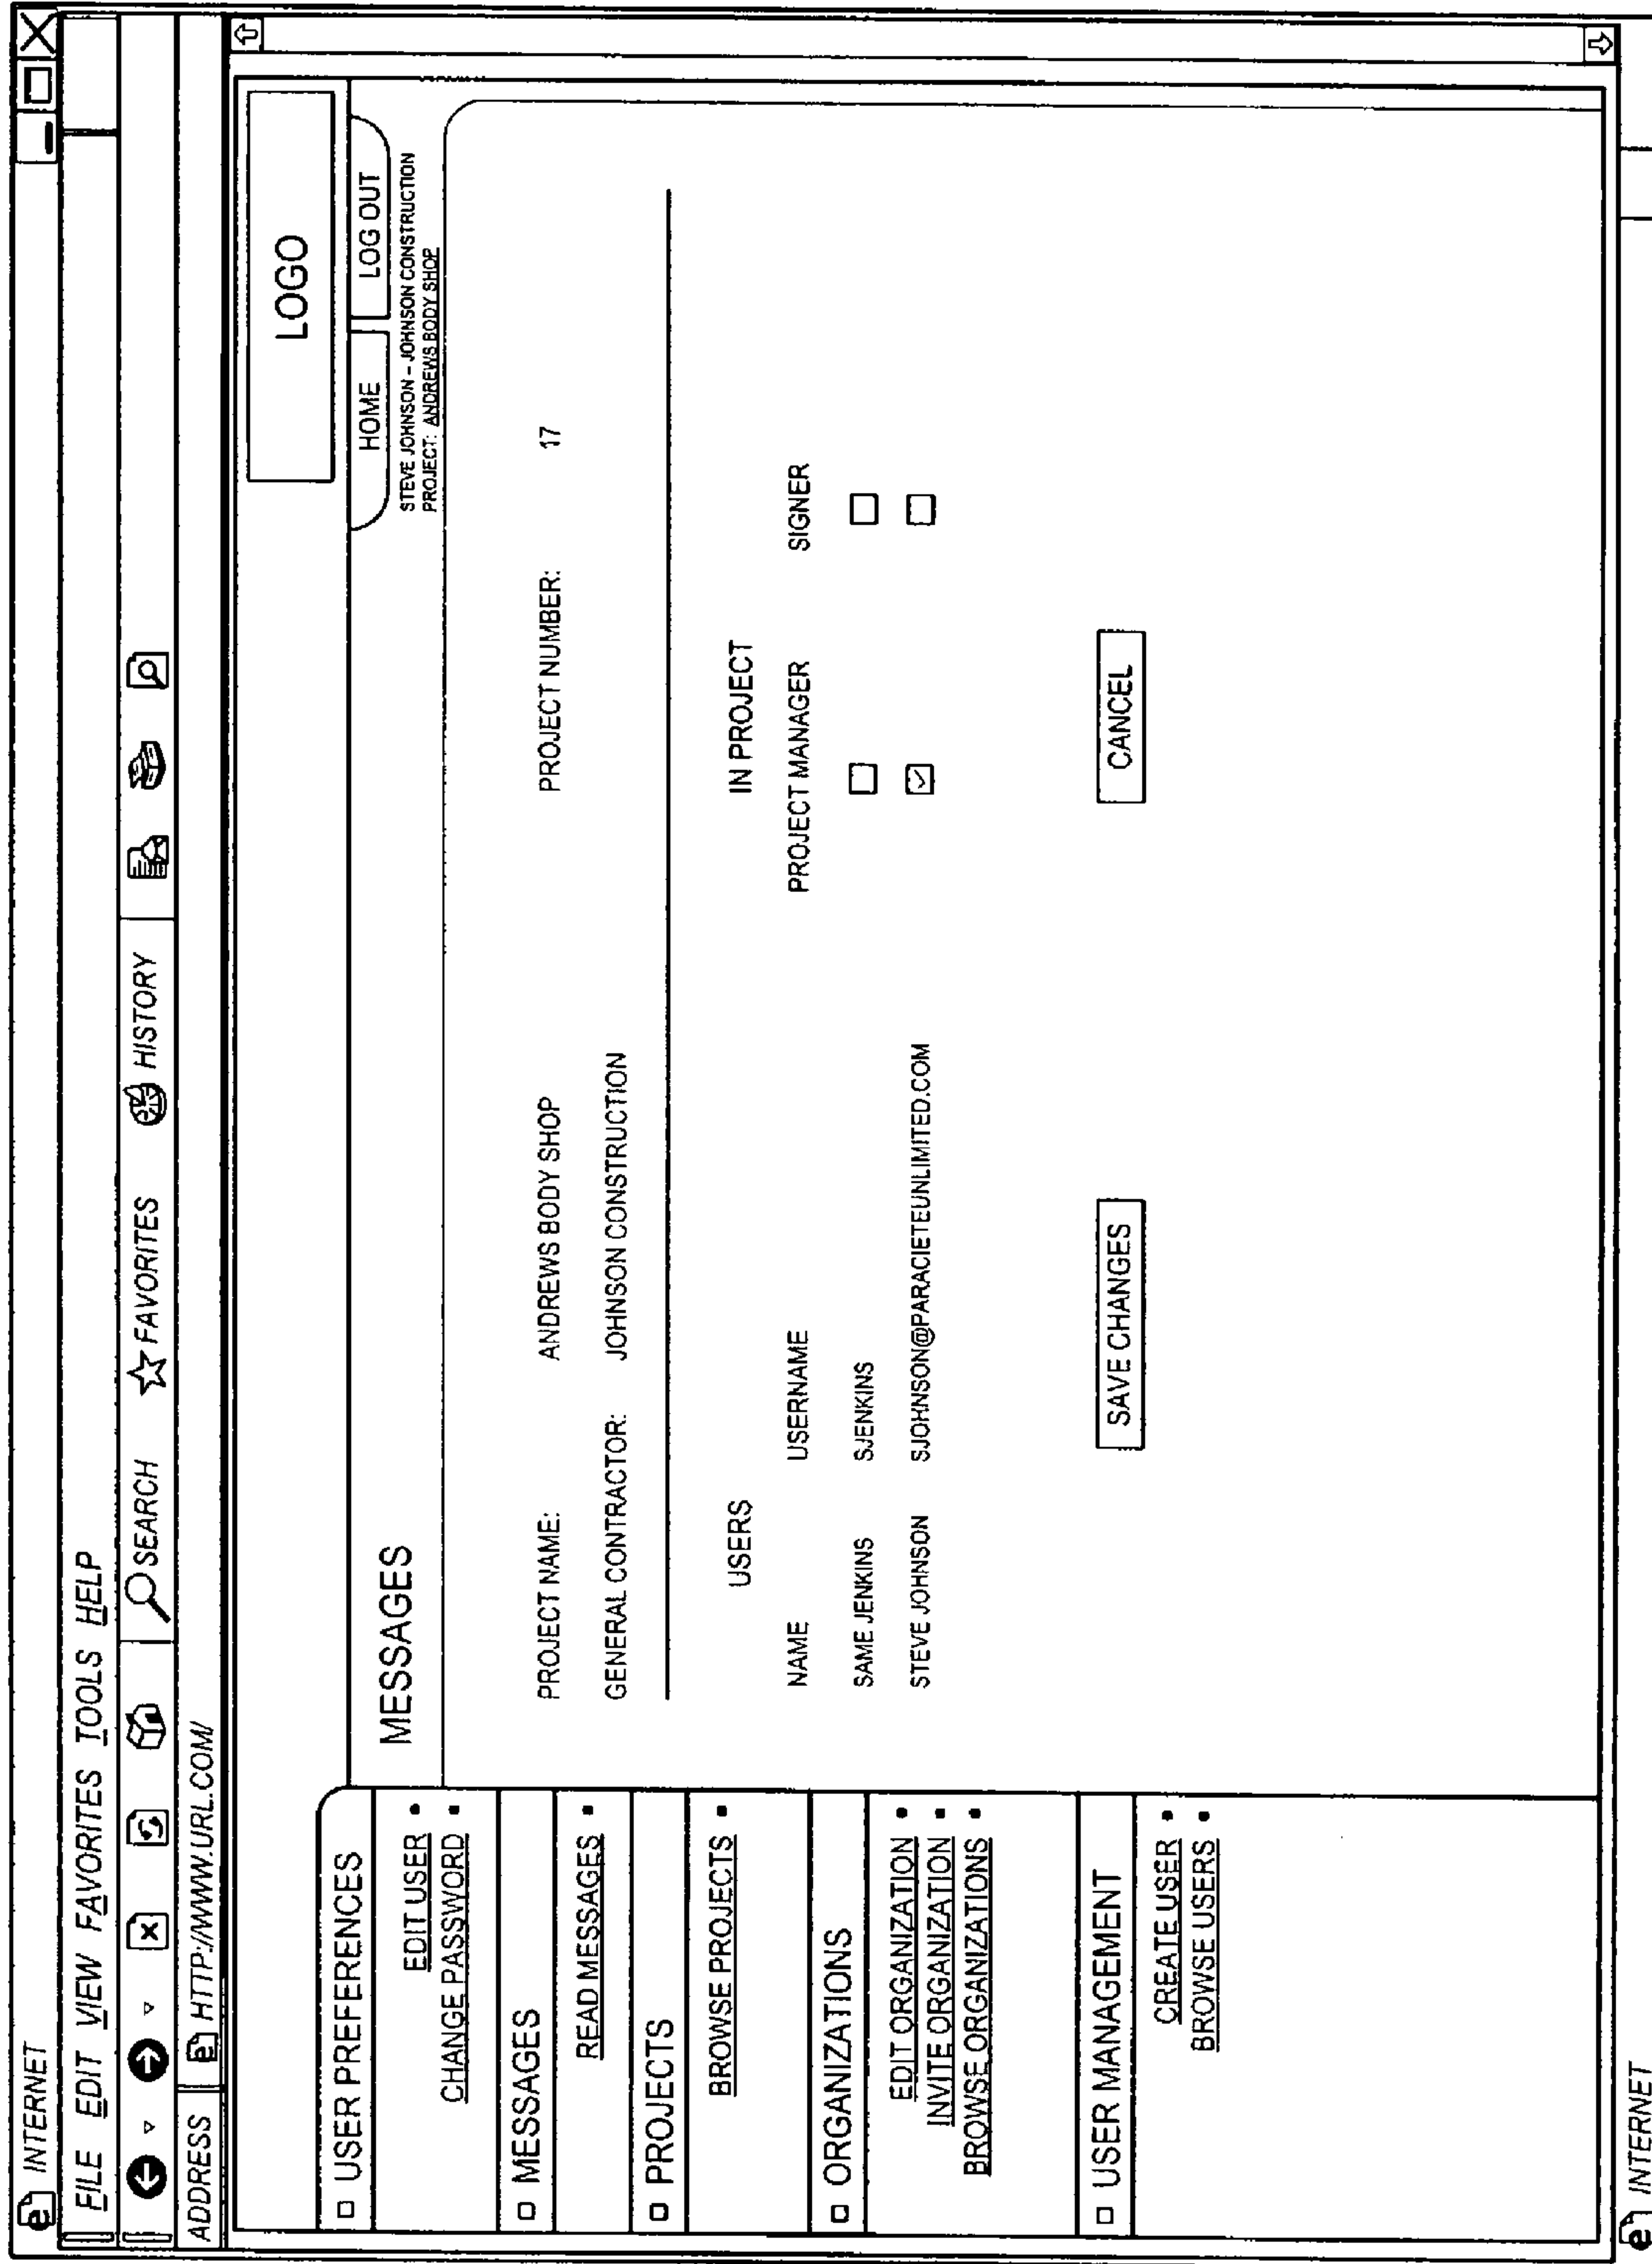 INTERNET
FILE EDIT VIEW FAVORITES TOOLS HELP
SEARCH FAVORITES HISTORY
ADDRESS HTTP://WWW.URL.COM/
LOGO
HOME LOG OUT
STEVE JOHNSON – JOHNSON CONSTRUCTION
PROJECT: ANDREWS BODY SHOP
MESSAGES
USER PREFERENCES
EDIT USER
CHANGE PASSWORD
MESSAGES
READ MESSAGES
PROJECTS
BROWSE PROJECTS
ORGANIZATIONS
EDIT ORGANIZATION
INVITE ORGANIZATION
BROWSE ORGANIZATIONS
USER MANAGEMENT
CREATE USER
BROWSE USERS
PROJECT NAME: ANDREWS BODY SHOP PROJECT NUMBER: 17
GENERAL CONTRACTOR: JOHNSON CONSTRUCTION
USERS IN PROJECT
NAME USERNAME PROJECT MANAGER SIGNER
SAME JENKINS SJENKINS
STEVE JOHNSON SJOHNSON@PARACIETEUNLIMITED.COM
SAVE CHANGES CANCEL
INTERNET